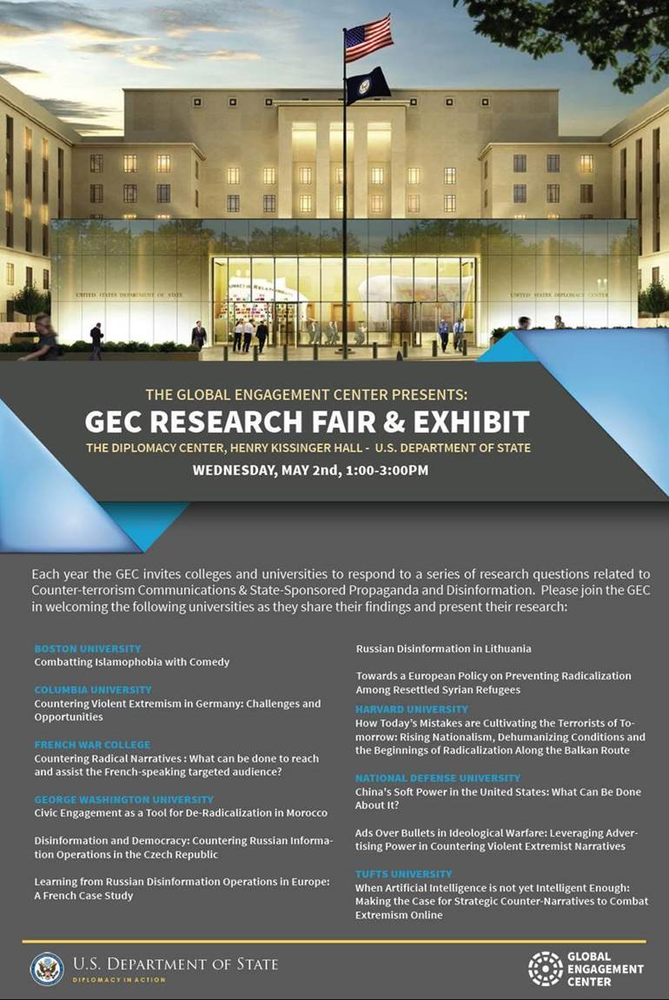 UNITED STATES DEPARTMENT OF STATE
UNITED STATES DIPLOMACY CENTER
THE GLOBAL ENGAGEMENT CENTER PRESENTS:
GEC RESEARCH FAIR & EXHIBIT
THE DIPLOMACY CENTER, HENRY KISSINGER HALL - U.S. DEPARTMENT OF STATE
WEDNESDAY, MAY 2nd, 1:00-3:00PM
Each year the GEC invites colleges and universities to respond to a series of research questions related to
Counter-terrorism Communications & State-Sponsored Propaganda and Disinformation. Please join the GEC
in welcoming the following universities as they share their findings and present their research:
BOSTON UNIVERSITY
Combatting Islamophobia with Comedy
COLUMBIA UNIVERSITY
Countering Violent Extremism in Germany: Challenges and
Opportunities
FRENCH WAR COLLEGE
Countering Radical Narratives : What can be done to reach
and assist the French-speaking targeted audience?
GEORGE WASHINGTON UNIVERSITY
Civic Engagement as a Tool for De-Radicalization in Morocco
Disinformation and Democracy: Countering Russian Informa-
tion Operations in the Czech Republic
Learning from Russian Disinformation Operations in Europe:
A French Case Study
Russian Disinformation in Lithuania
Towards a European Policy on Preventing Radicalization
Among Resettled Syrian Refugees
HARVARD UNIVERSITY
How Today's Mistakes are Cultivating the Terrorists of To-
morrow: Rising Nationalism, Dehumanizing Conditions and
the Beginnings of Radicalization Along the Balkan Route
NATIONAL DEFENSE UNIVERSITY
China's Soft Power in the United States: What Can Be Done
About It?
Ads Over Bullets in Ideological Warfare: Leveraging Adver-
tising Power in Countering Violent Extremist Narratives
TUFTS UNIVERSITY
When Artificial Intelligence is not yet Intelligent Enough:
Making the Case for Strategic Counter-Narratives to Combat
Extremism Online
U.S. DEPARTMENT OF STATE
DIPLOMACY IN ACTION
GLOBAL
ENGAGEMENT
CENTER